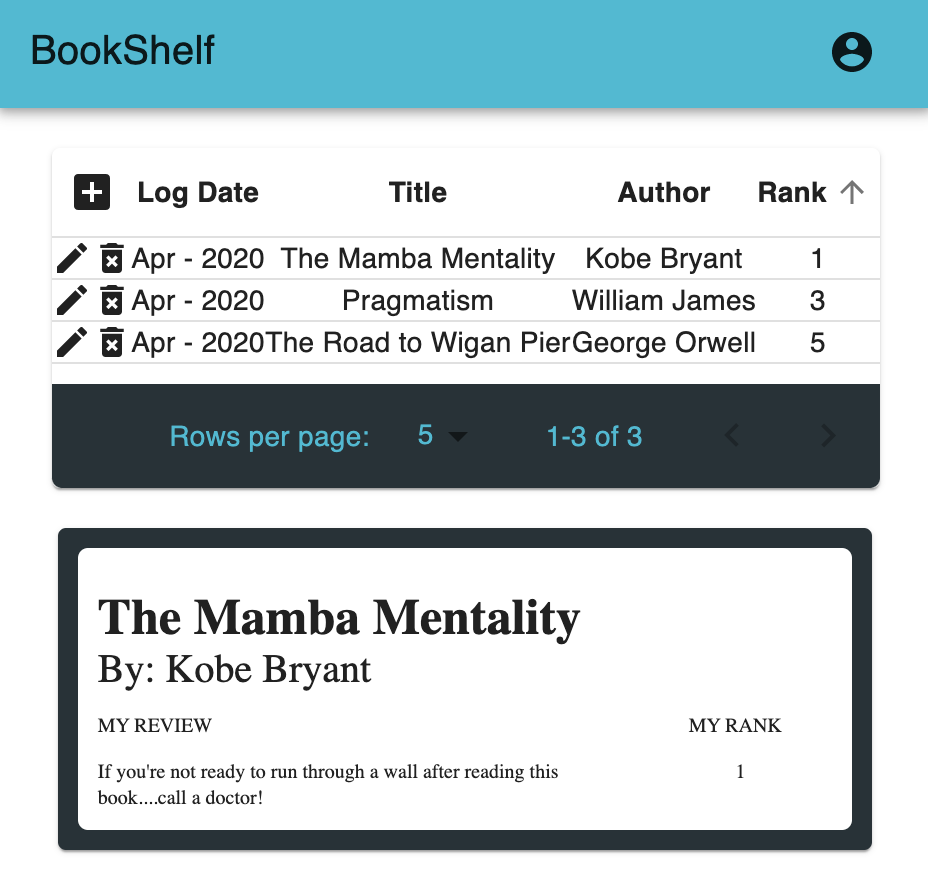 BookShelf
Log Date Title Author Rank
Apr - 2020 The Mamba Mentality Kobe Bryant 1
Apr - 2020 Pragmatism William James 3
Apr - 2020 The Road to Wigan Pier George Orwell 5
Rows per page: 5 1-3 of 3
The Mamba Mentality
By: Kobe Bryant
MY REVIEW MY RANK
If you're not ready to run through a wall after reading this 1
book....call a doctor!